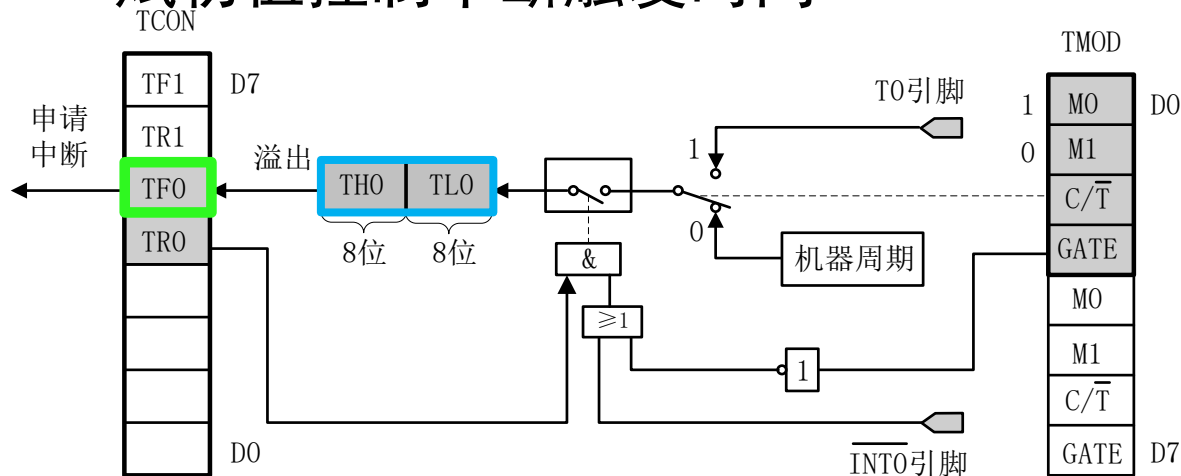 TCON
TF1 D7
TR1
TF0
TR0
D0
申请
中断
溢出
TH0 TL0
8位 8位
&
≥1
1
0
T0引脚
机器周期
1
INT0引脚
TMOD
1 M0 D0
0 M1
C/T
GATE
M0
M1
C/T
GATE D7